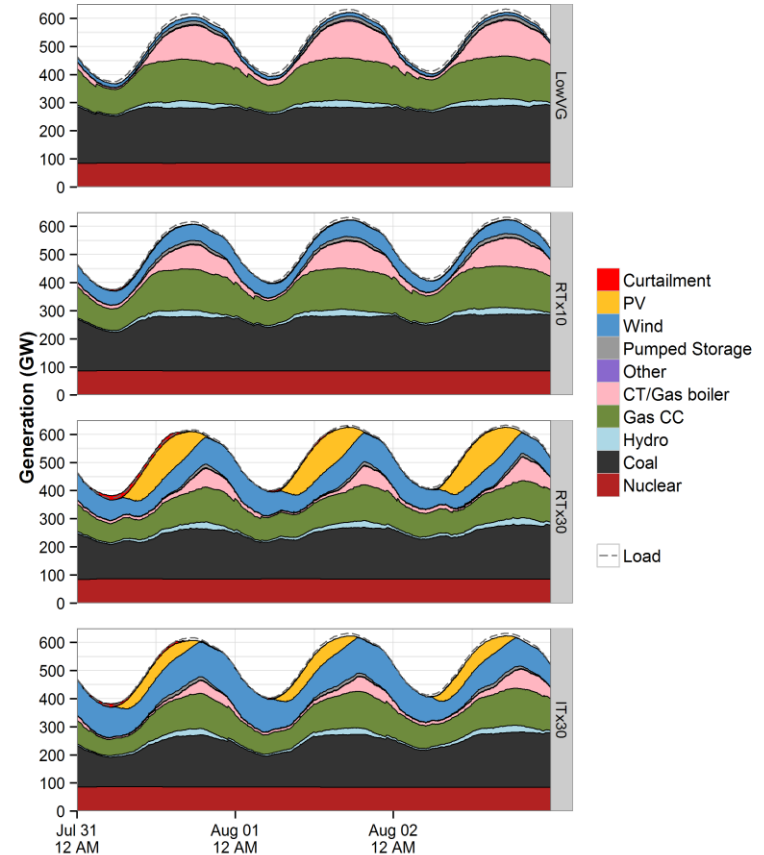 600
500
400
300
200
100
0
LowVG
600
500
400
300
200
100
0
RTx10
600
500
400
300
200
100
0
RTx30
600
500
400
300
200
100
0
ITx30
Generation (GW)
Jul 31
12 AM
Aug 01
12 AM
Aug 02
12 AM
Curtailment
PV
Wind
Pumped Storage
Other
CT/Gas boiler
Gas CC
Hydro
Coal
Nuclear
Load